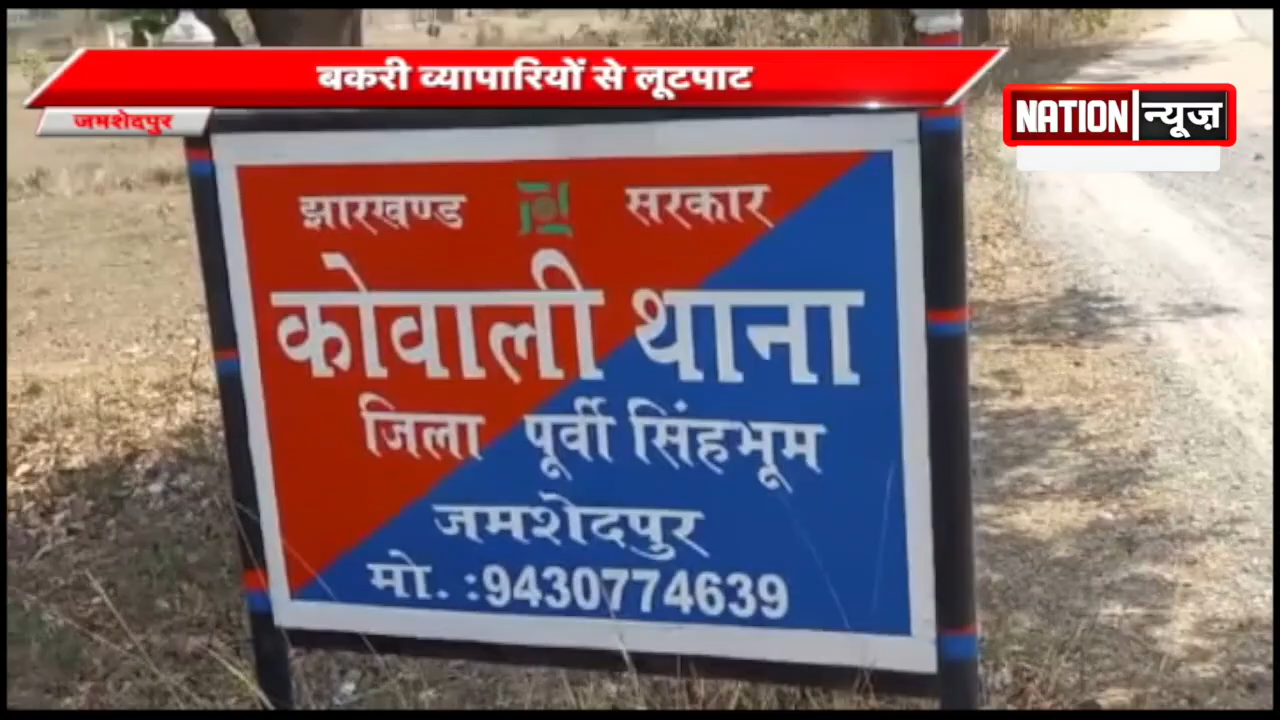 बकरी व्यापारियों से लूटपाट
जमशेदपुर
NATION न्यूज़
झारखण्ड सरकार
कोवाली थाना
जिला पूर्वी सिंहभूम
जमशेदपुर
मो. :9430774639